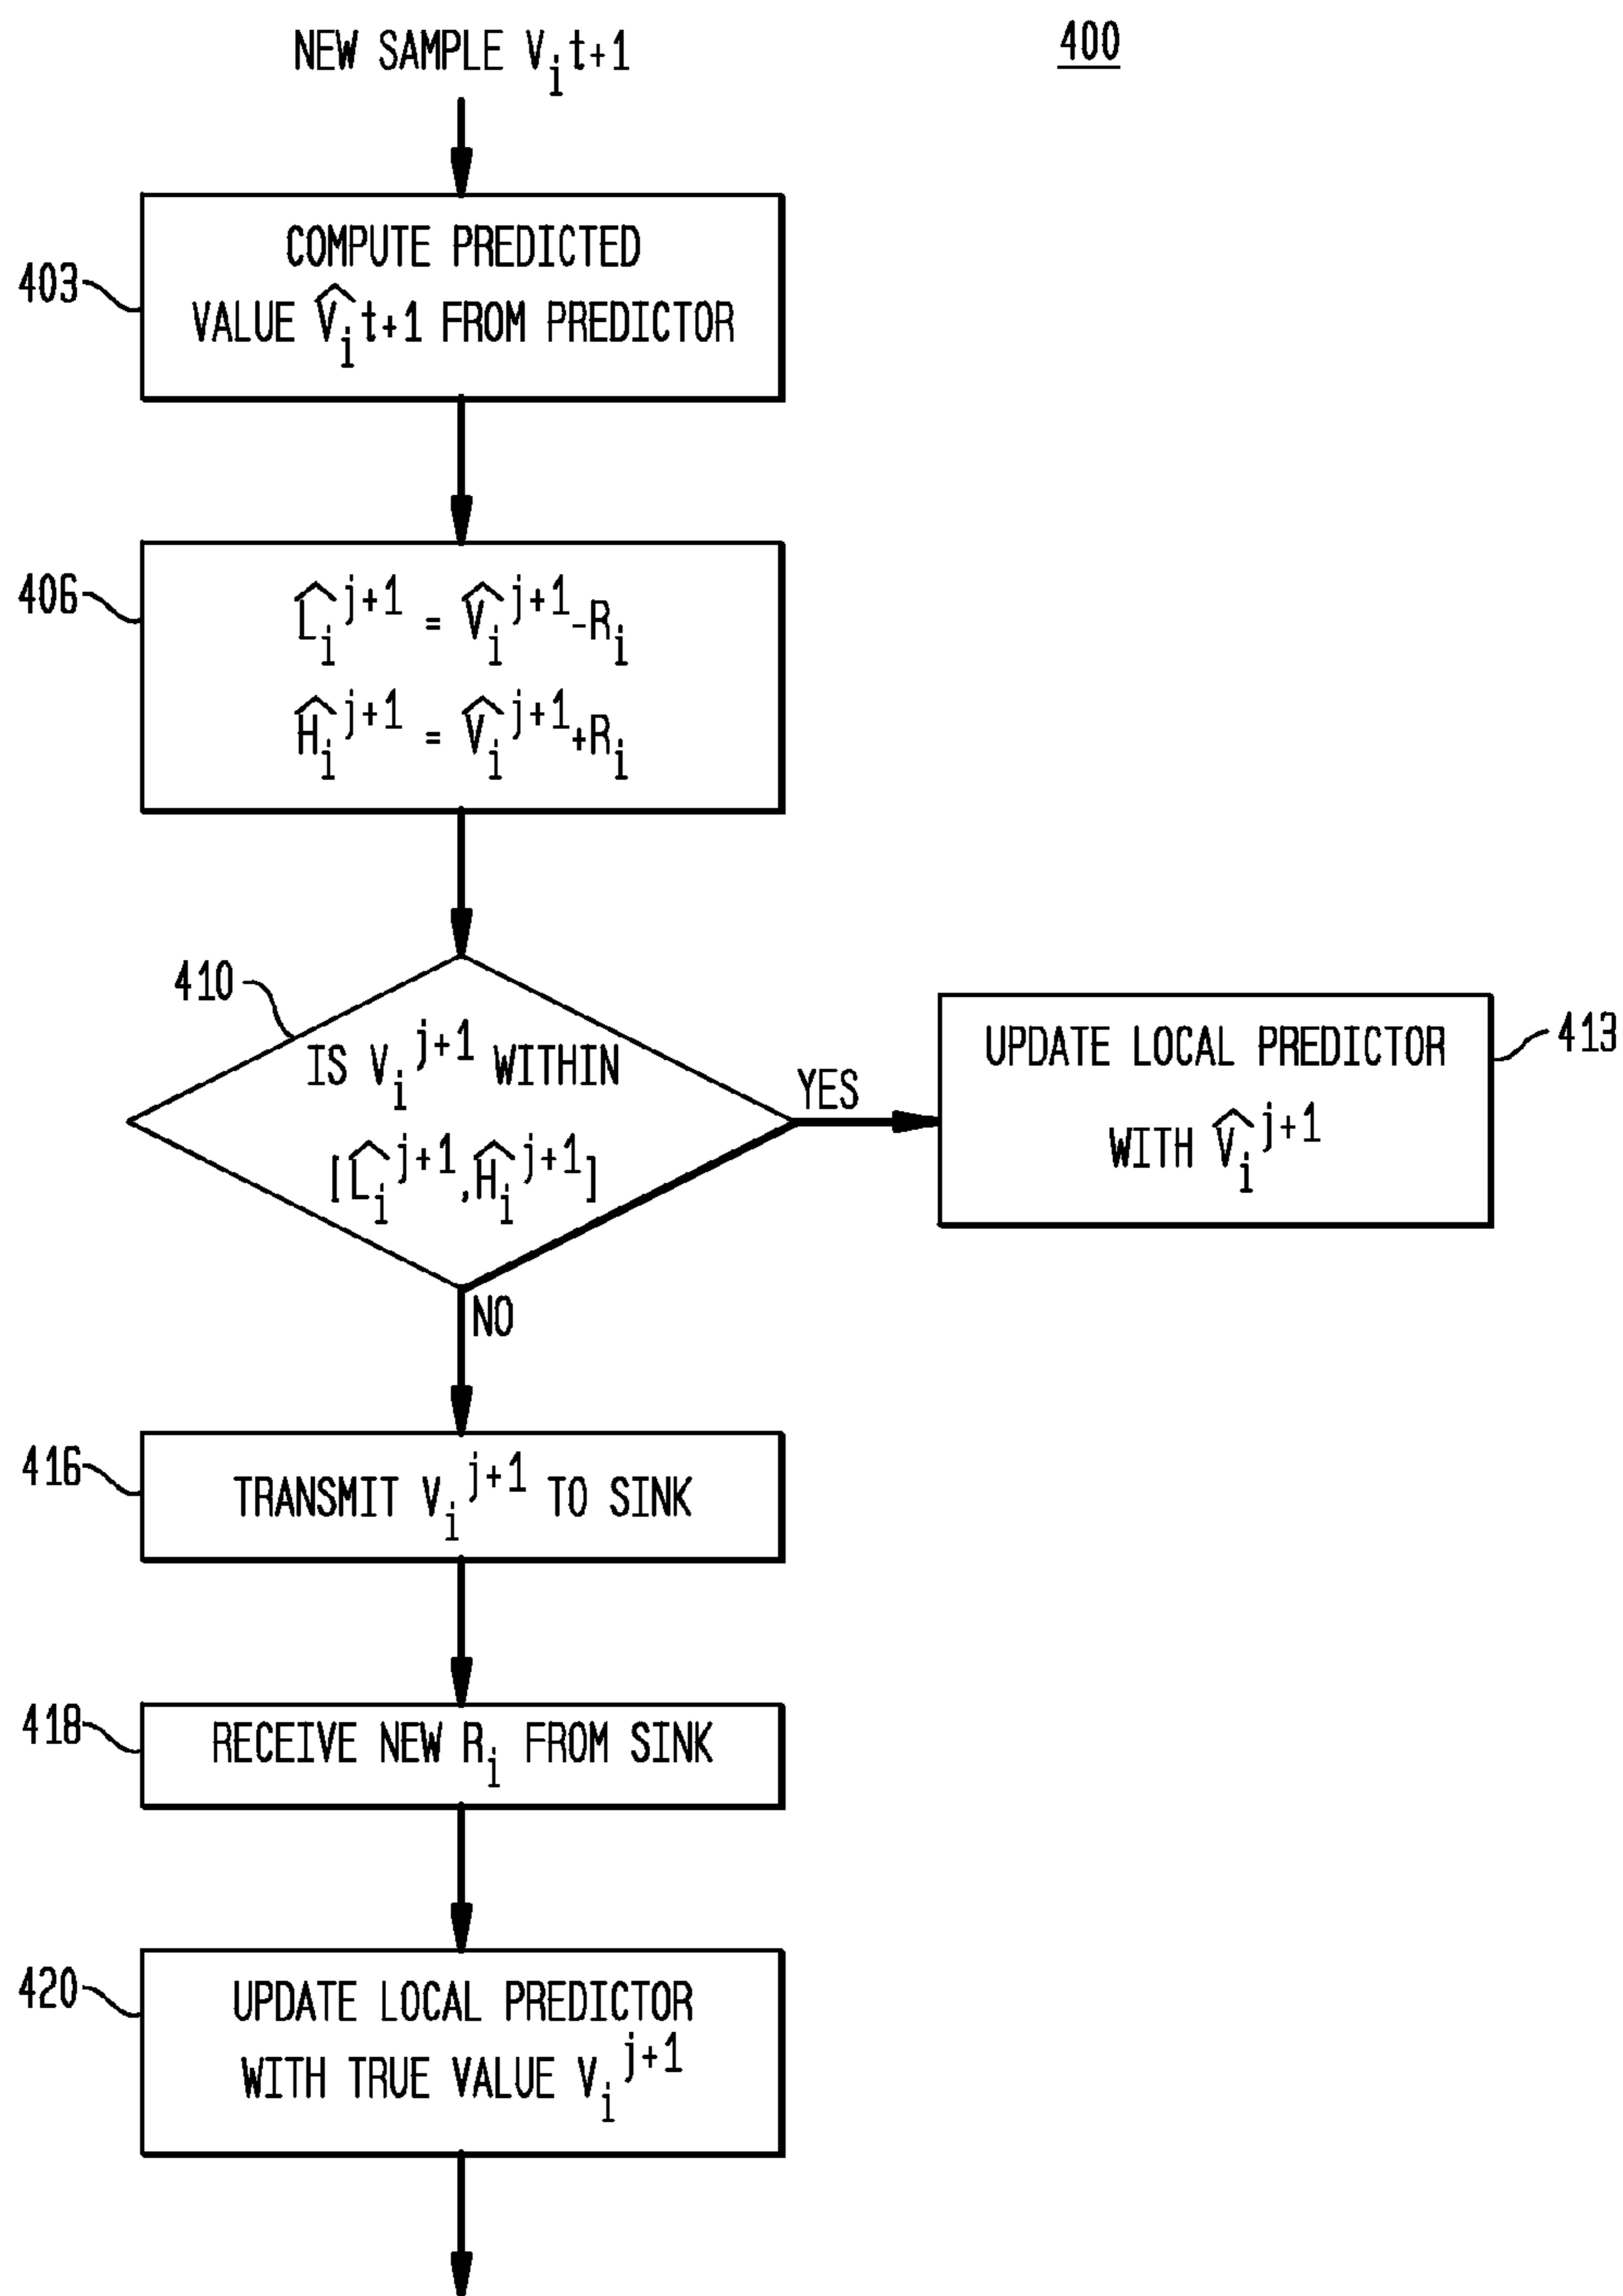 NEW SAMPLE V_i t+1
400
403
COMPUTE PREDICTED
VALUE V̂_i t+1 FROM PREDICTOR
406
L̂_i^{j+1} = V̂_i^{j+1}-R_i
Ĥ_i^{j+1} = V̂_i^{j+1}+R_i
410
IS V_i^{j+1} WITHIN
[L̂_i^{j+1},Ĥ_i^{j+1}]
YES
UPDATE LOCAL PREDICTOR
WITH V̂_i^{j+1}
413
NO
416
TRANSMIT V_i^{j+1} TO SINK
418
RECEIVE NEW R_i FROM SINK
420
UPDATE LOCAL PREDICTOR
WITH TRUE VALUE V_i^{j+1}